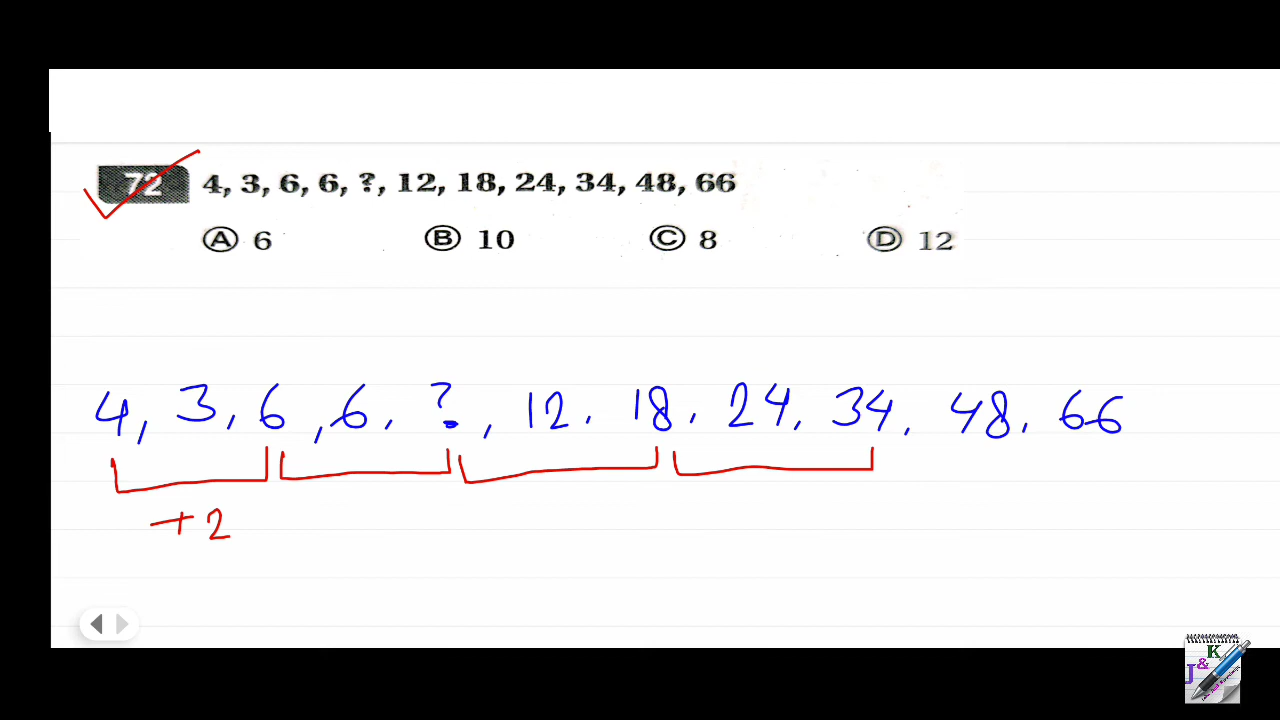 72 4, 3, 6, 6, ?, 12, 18, 24, 34, 48, 66
A 6 B 10 C 8 D 12
4, 3, 6, 6, ?, 12, 18, 24, 34, 48, 66
+2
J&K